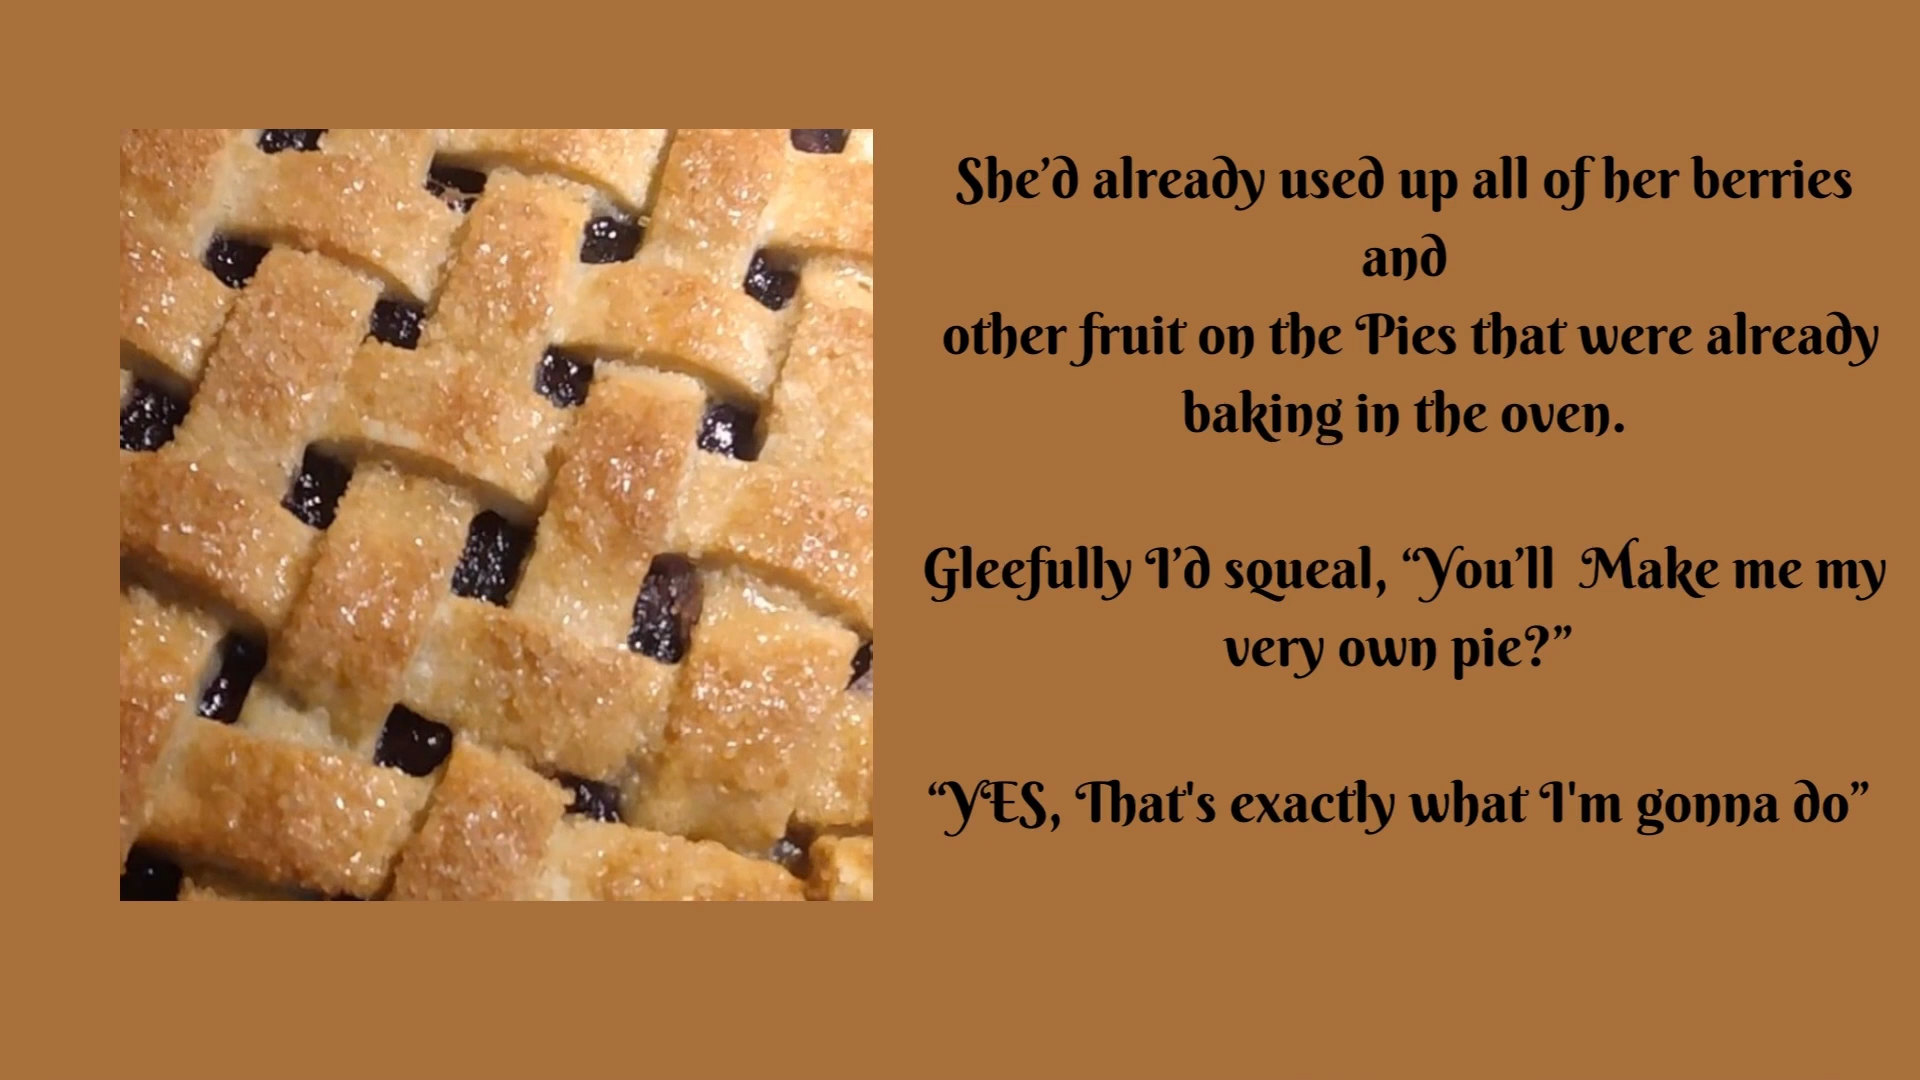 She’d already used up all of her berries
and
other fruit on the Pies that were already
baking in the oven.
Gleefully I’d squeal, “You’ll  Make me my
very own pie?”
“YES, That's exactly what I'm gonna do”